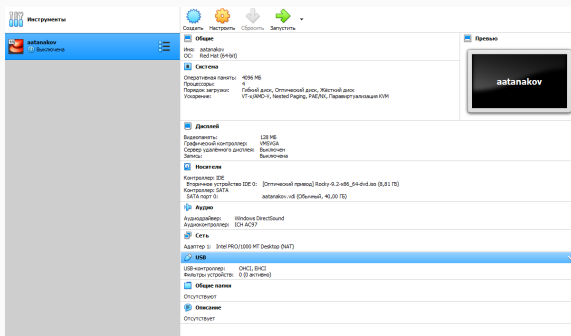 Инструменты
Создать Настроить Сбросить Запустить
aatanakov
Выключена
Общие
Имя: aatanakov
ОС: Red Hat (64-bit)
Превью
aatanakov
Система
Оперативная память: 4096 МБ
Процессоры: 4
Порядок загрузки: Гибкий диск, Оптический диск, Жёсткий диск
Ускорение: VT-x/AMD-V, Nested Paging, PAE/NX, Паравиртуализация KVM
Дисплей
Видеопамять: 128 МБ
Графический контроллер: VMSVGA
Сервер удалённого дисплея: Выключен
Запись: Выключена
Носители
Контроллер: IDE
Вторичное устройство IDE 0: [Оптический привод] Rocky-9.2-x86_64-dvd.iso (8,81 ГБ)
Контроллер: SATA
SATA порт 0: aatanakov.vdi (Обычный, 40,00 ГБ)
Аудио
Аудиодрайвер: Windows DirectSound
Аудиоконтроллер: ICH AC97
Сеть
Адаптер 1: Intel PRO/1000 MT Desktop (NAT)
USB
USB-контроллер: OHCI, EHCI
Фильтры устройств: 0 (0 активно)
Общие папки
Отсутствуют
Описание
Отсутствует